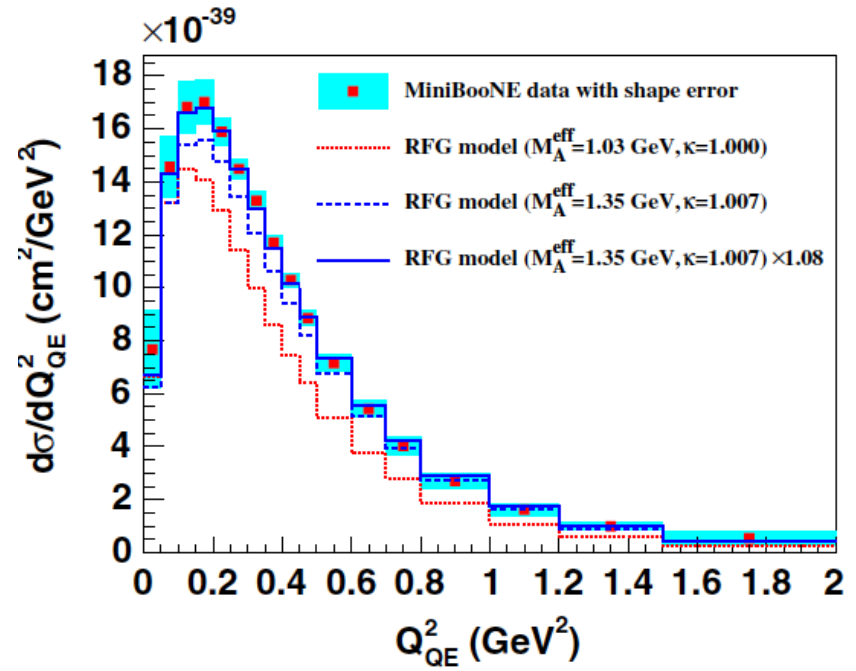 ×10⁻³⁹
dσ/dQ²_QE (cm²/GeV²)
18
16
14
12
10
8
6
4
2
0
MiniBooNE data with shape error
RFG model (M_A^eff=1.03 GeV,κ=1.000)
RFG model (M_A^eff=1.35 GeV,κ=1.007)
RFG model (M_A^eff=1.35 GeV,κ=1.007) ×1.08
0 0.2 0.4 0.6 0.8 1 1.2 1.4 1.6 1.8 2
Q²_QE (GeV²)